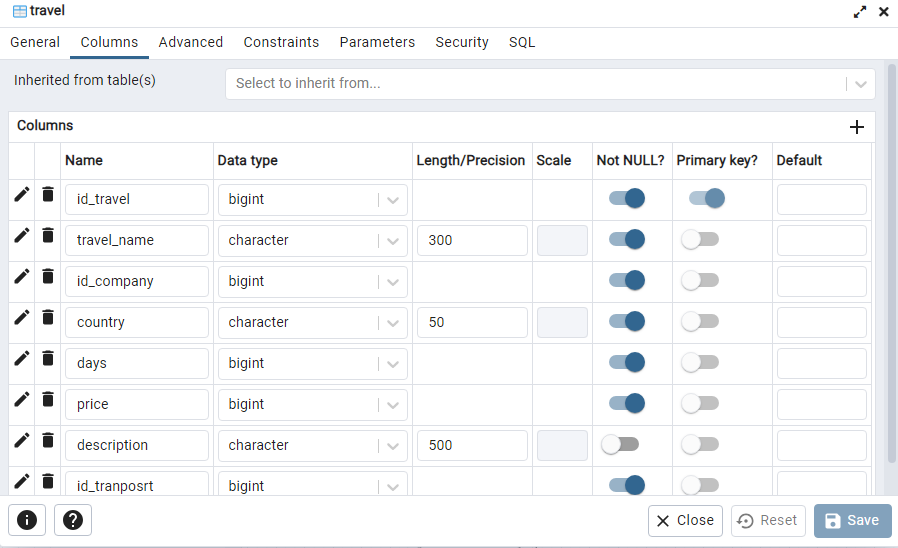 travel
General Columns Advanced Constraints Parameters Security SQL
Inherited from table(s) Select to inherit from...
Columns
Name Data type Length/Precision Scale Not NULL? Primary key? Default
id_travel bigint
travel_name character 300
id_company bigint
country character 50
days bigint
price bigint
description character 500
id_tranposrt bigint
Close Reset Save